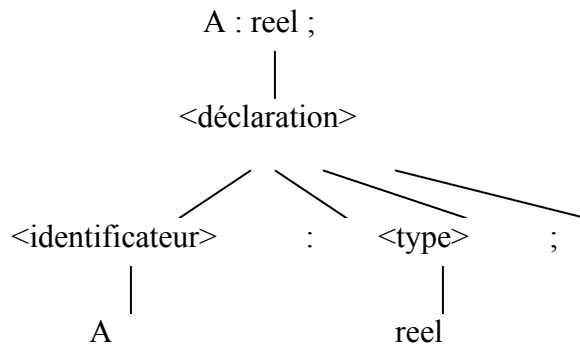 A : reel ;
<déclaration>
<identificateur> : <type> ;
A reel